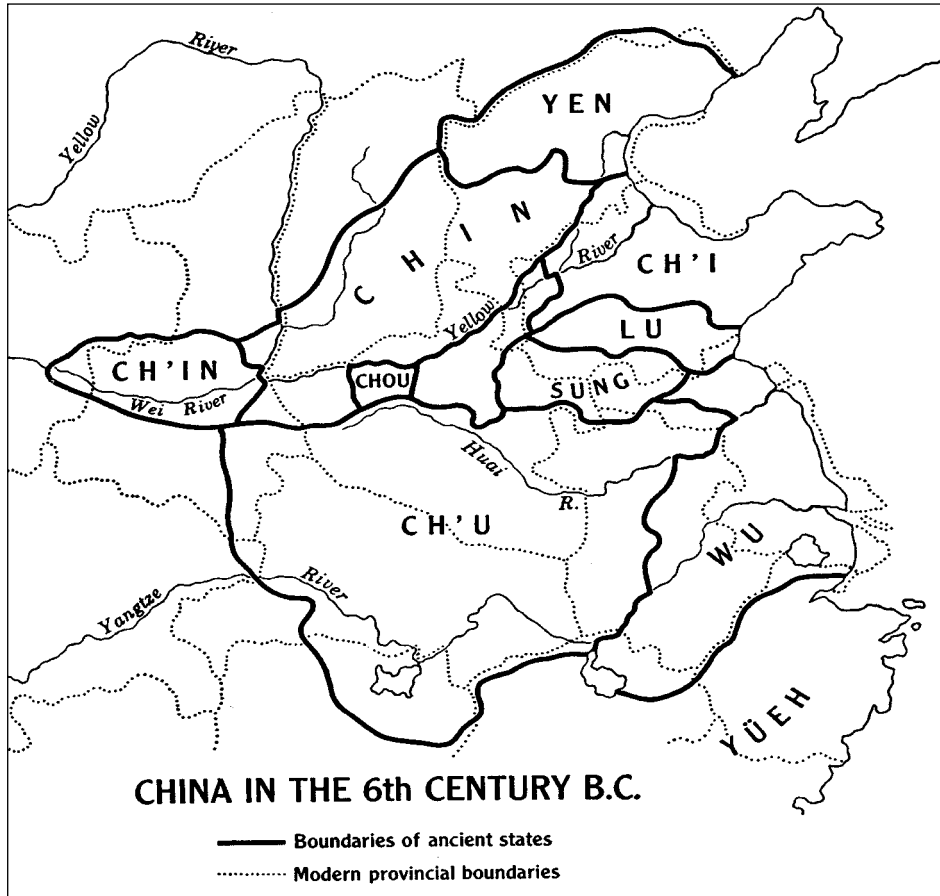 River
Yellow
YEN
CHIN
River
CH'I
Yellow
LU
CH'IN
CHOU
SUNG
Wei River
Huai R.
CH'U
WU
River
Yangtze
YÜEH
CHINA IN THE 6th CENTURY B.C.
Boundaries of ancient states
Modern provincial boundaries